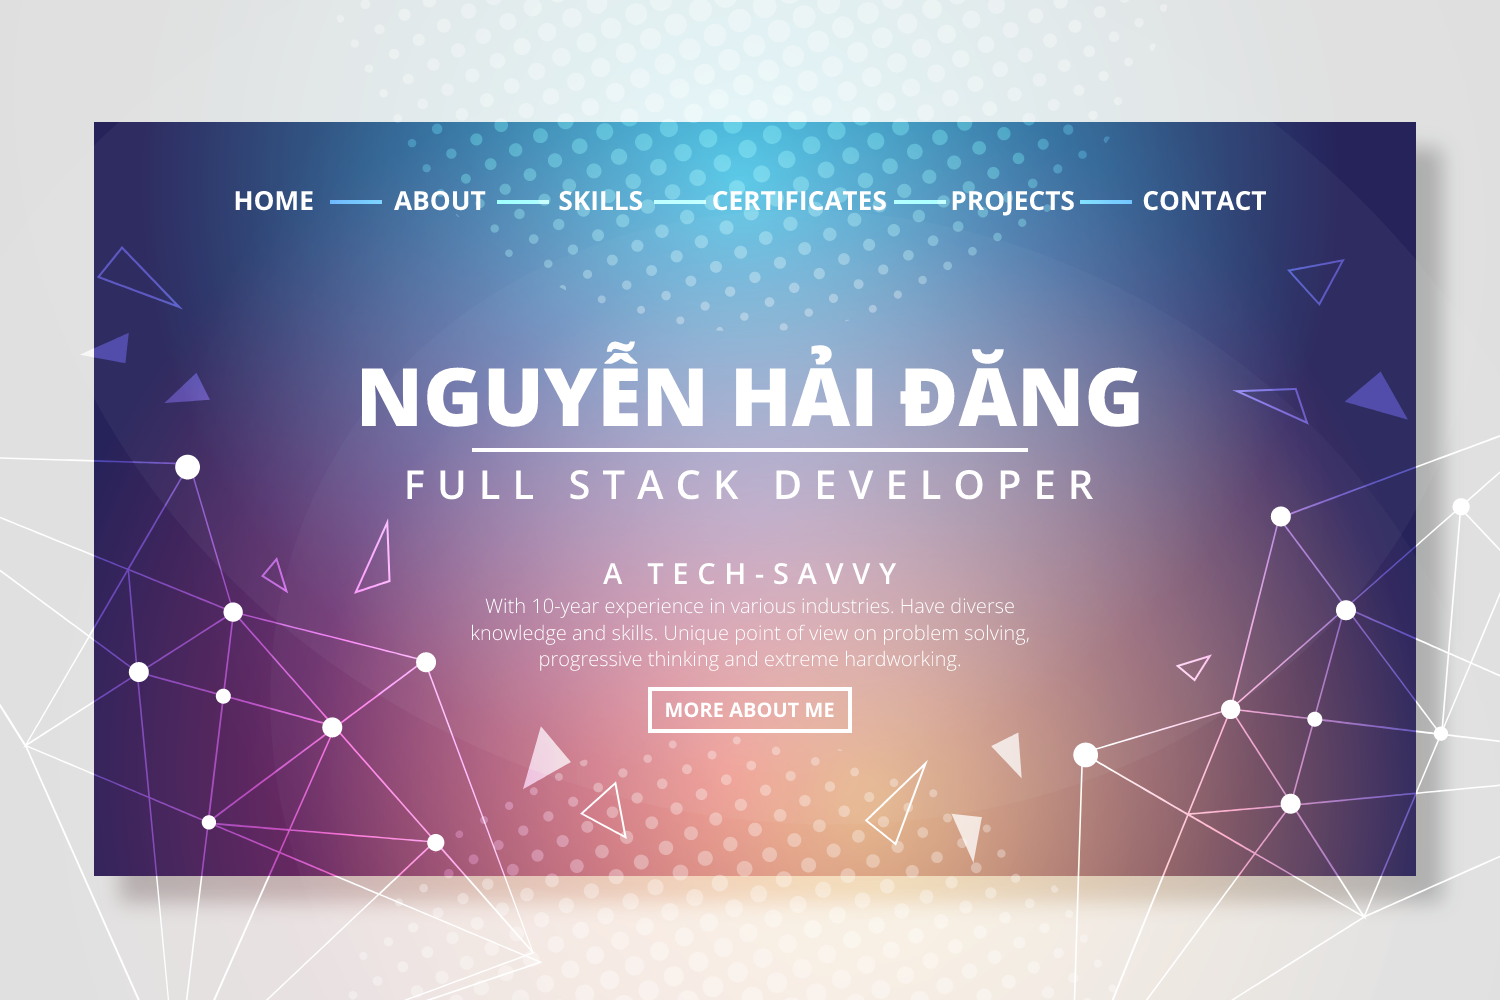 HOME ABOUT SKILLS CERTIFICATES PROJECTS CONTACT
NGUYỄN HẢI ĐĂNG
FULL STACK DEVELOPER
A TECH-SAVVY
With 10-year experience in various industries. Have diverse
knowledge and skills. Unique point of view on problem solving,
progressive thinking and extreme hardworking.
MORE ABOUT ME